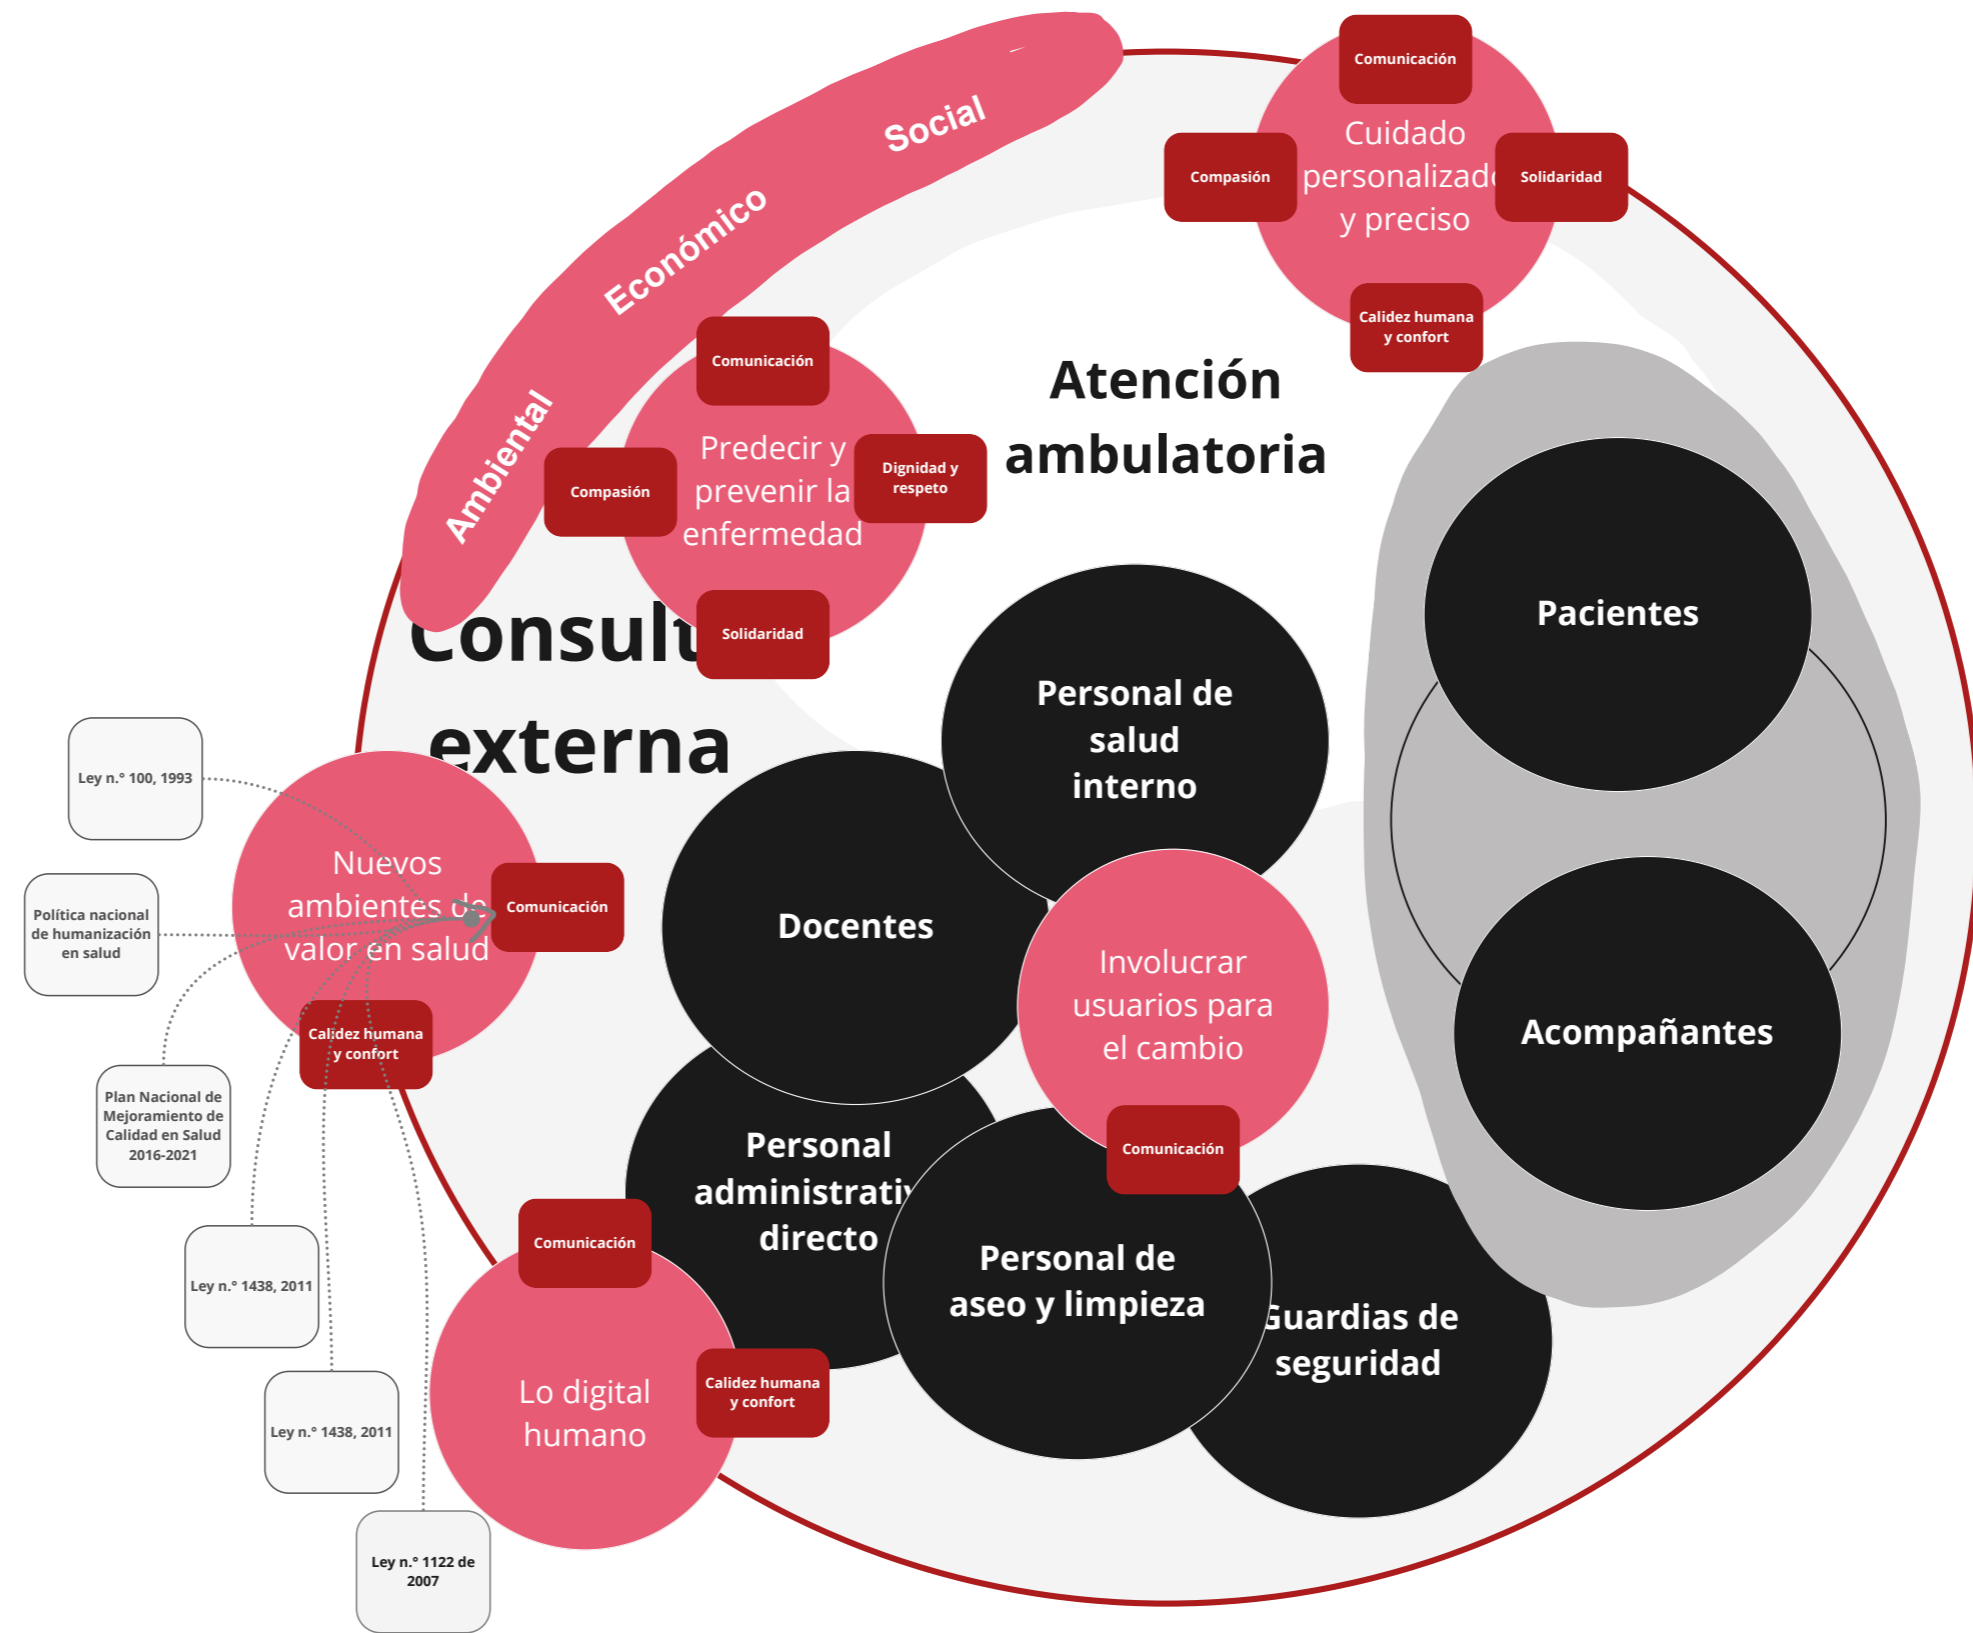 Social
Económico
Ambiental
Comunicación
Compasión
Cuidado
personalizado
y preciso
Solidaridad
Calidez humana
y confort
Comunicación
Compasión
Predecir y
prevenir la
enfermedad
Dignidad y
respeto
Solidaridad
Atención
ambulatoria
Consult
externa
Pacientes
Acompañantes
Personal de
salud
interno
Docentes
Involucrar
usuarios para
el cambio
Comunicación
Personal
administrativ
directo
Personal de
aseo y limpieza
Guardias de
seguridad
Nuevos
ambientes de
valor en salud
Comunicación
Calidez humana
y confort
Comunicación
Lo digital
humano
Calidez humana
y confort
Ley n.° 100, 1993
Política nacional
de humanización
en salud
Plan Nacional de
Mejoramiento de
Calidad en Salud
2016-2021
Ley n.° 1438, 2011
Ley n.° 1438, 2011
Ley n.° 1122 de
2007